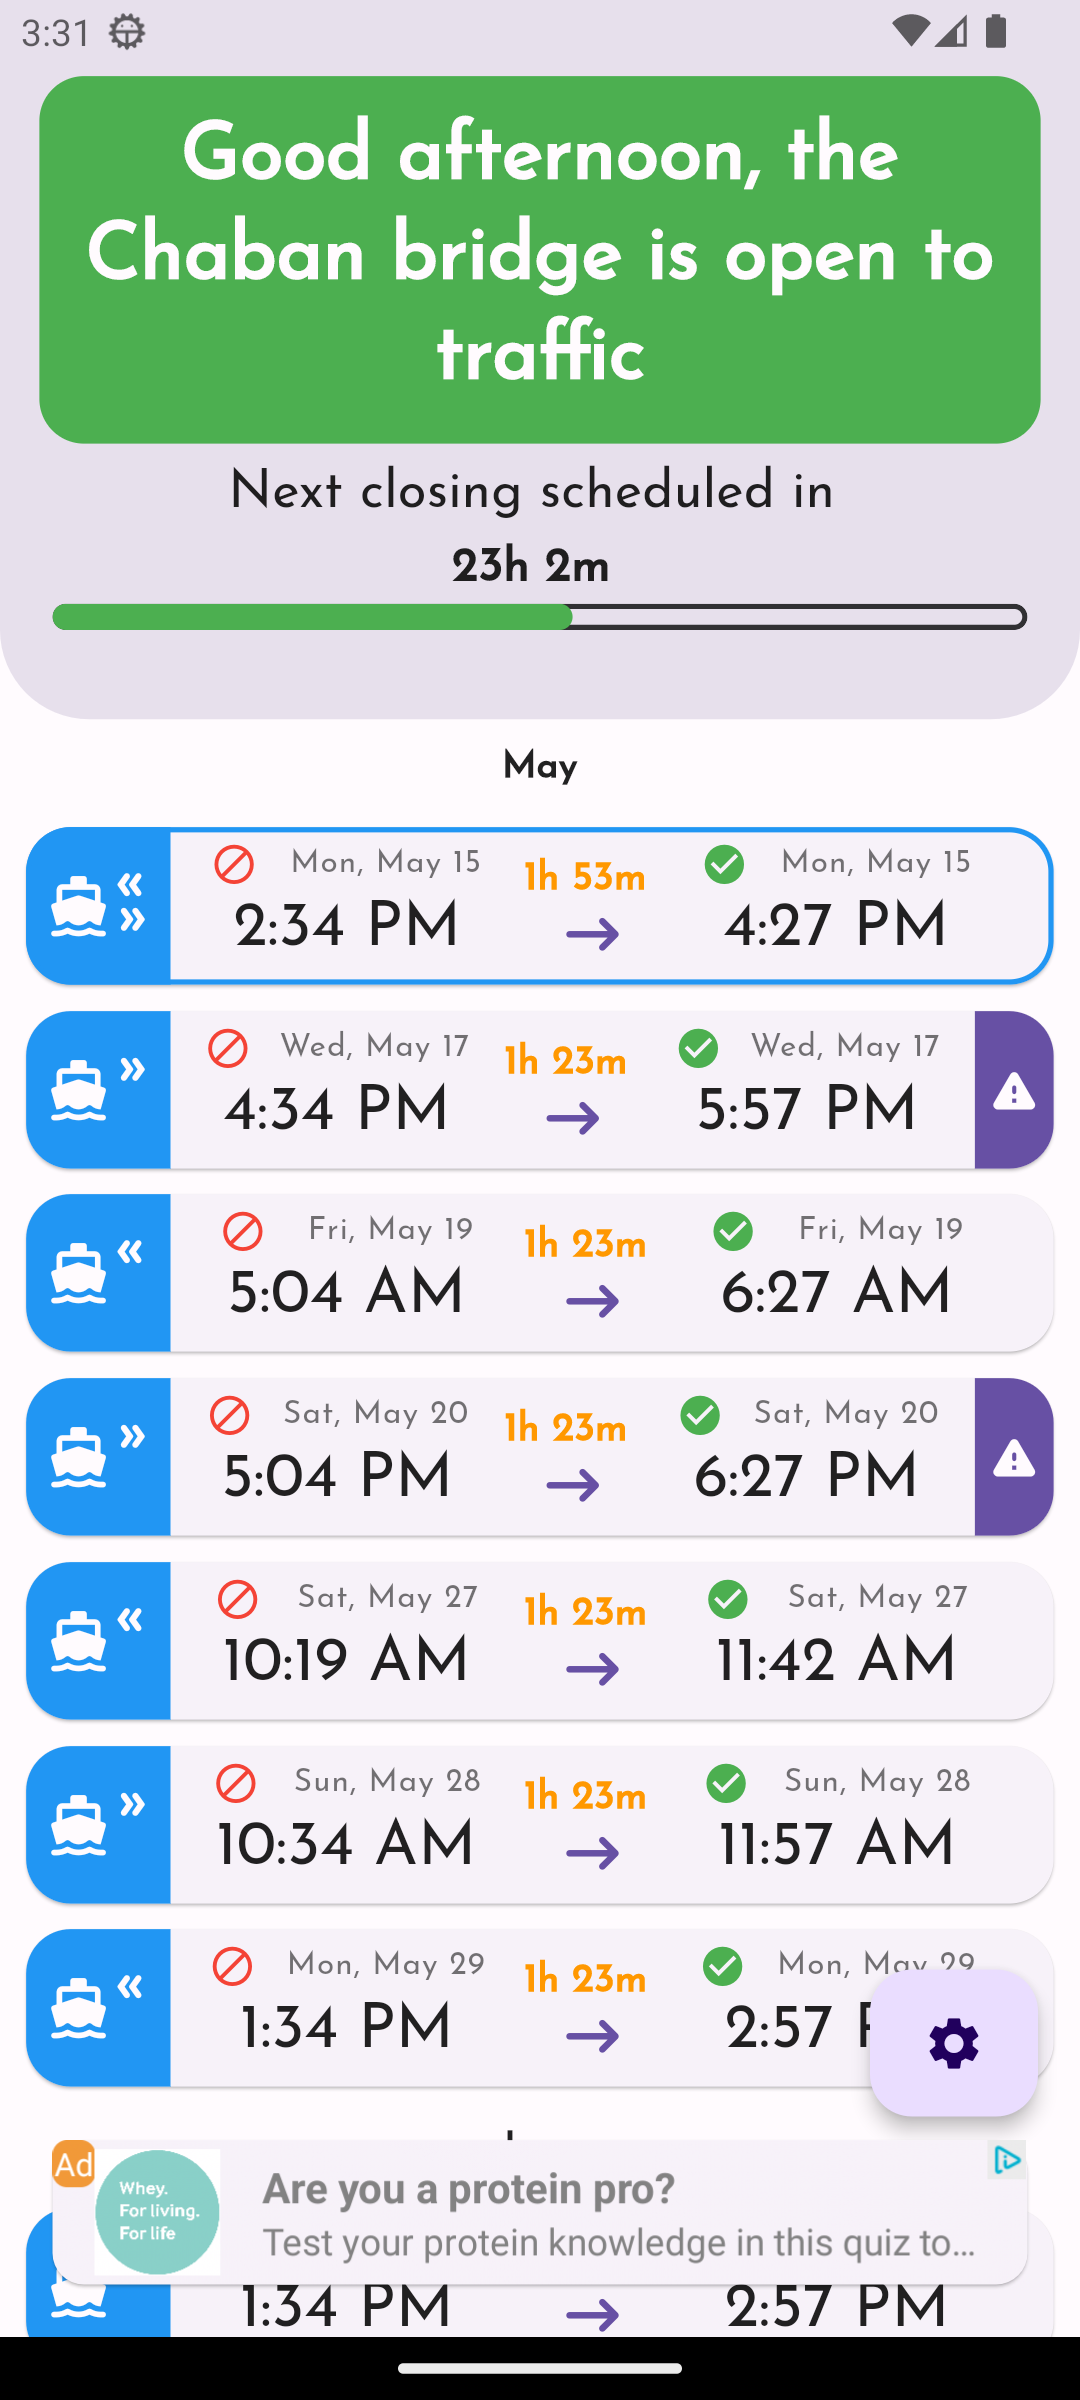 3:31
Good afternoon, the
Chaban bridge is open to
traffic
Next closing scheduled in
23h 2m
May
Mon, May 15
1h 53m
Mon, May 15
2:34 PM
4:27 PM
Wed, May 17
1h 23m
Wed, May 17
4:34 PM
5:57 PM
Fri, May 19
1h 23m
Fri, May 19
5:04 AM
6:27 AM
Sat, May 20
1h 23m
Sat, May 20
5:04 PM
6:27 PM
Sat, May 27
1h 23m
Sat, May 27
10:19 AM
11:42 AM
Sun, May 28
1h 23m
Sun, May 28
10:34 AM
11:57 AM
Mon, May 29
1h 23m
Mon, May 29
1:34 PM
2:57
Ad
Whey.
For living.
For life
Are you a protein pro?
Test your protein knowledge in this quiz to...
1:34 PM
2:57 PM